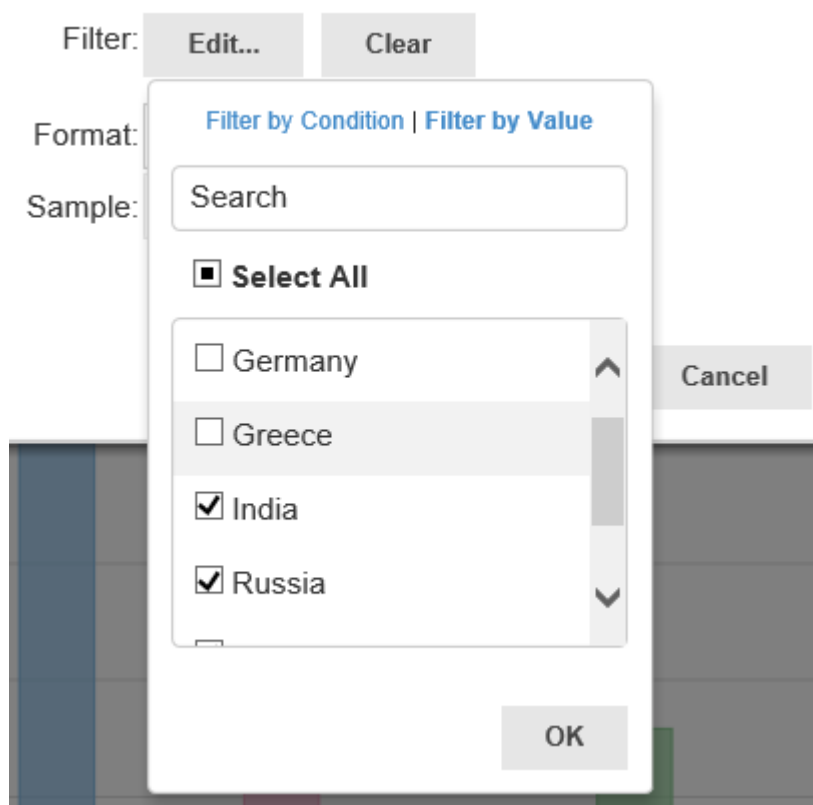 Filter: Edit... Clear
Filter by Condition | Filter by Value
Format:
Search
Sample:
Select All
Germany
Greece
Cancel
India
Russia
OK